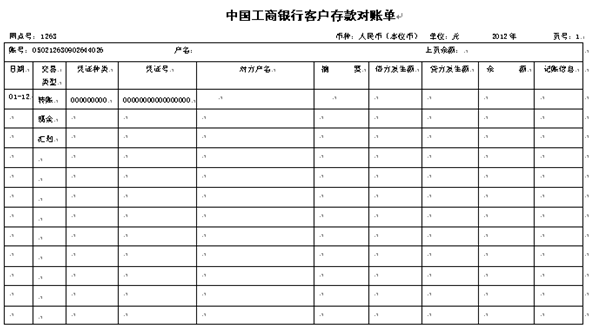 中国工商银行客户存款对账单
网点号: 1263 币种: 人民币 (本位币) 单位: 元 2012 年 页号: 1
账号: 050212630902644026 户名: 上页余额:
日期 交易类型 凭证种类 凭证号 对方户名 摘 要 借方发生额 贷方发生额 余 额 记账信息
01-12 转账 000000000 00000000000000000
现金
汇划